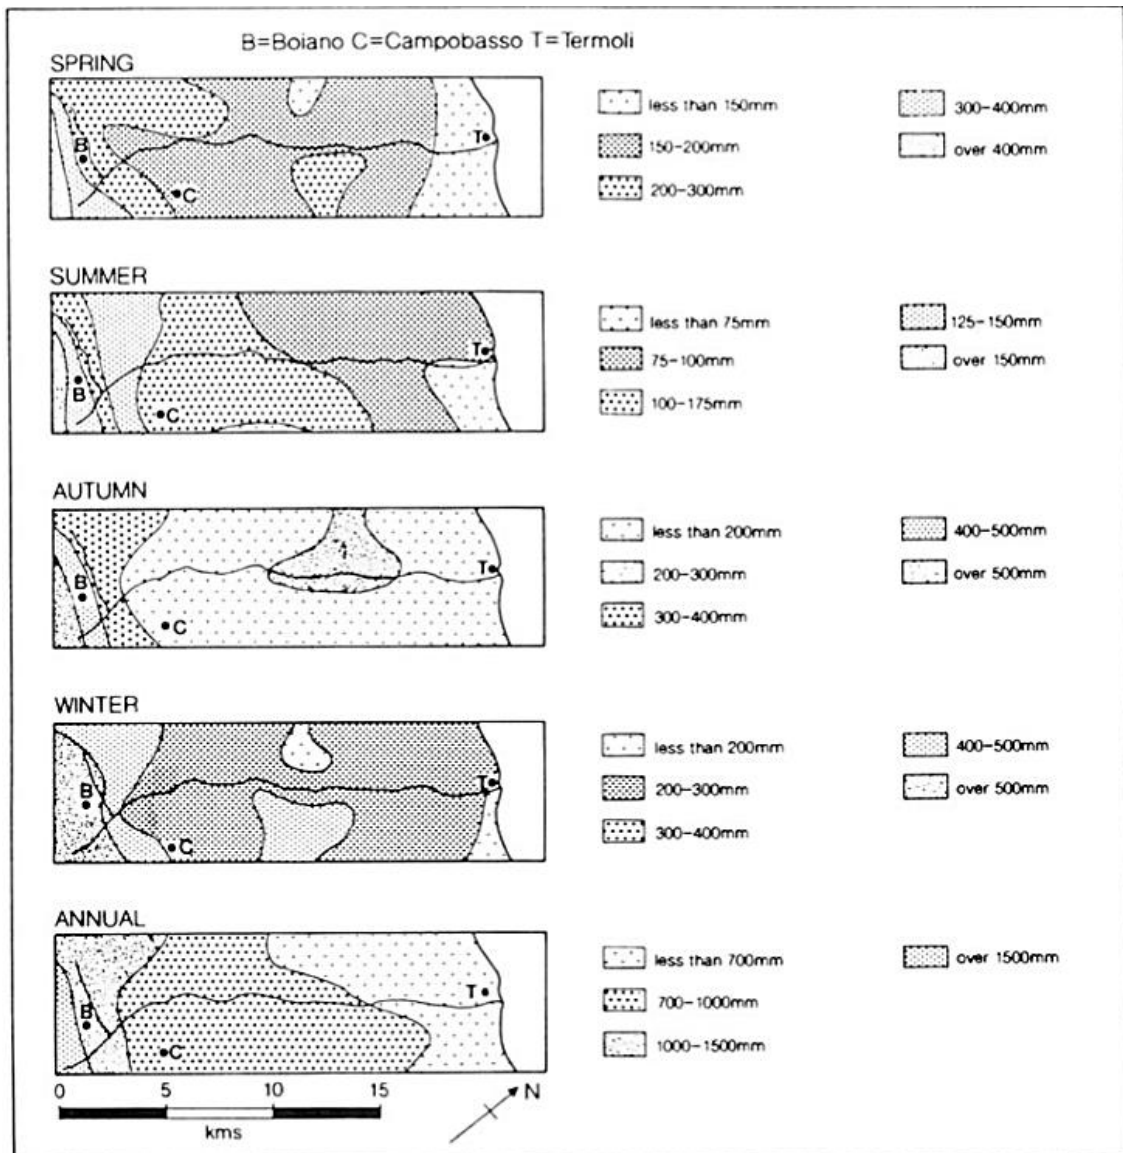 B=Boiano C=Campobasso T=Termoli
SPRING
B
C
T
less than 150mm
150-200mm
200-300mm
300-400mm
over 400mm
SUMMER
B
C
T
less than 75mm
75-100mm
100-175mm
125-150mm
over 150mm
AUTUMN
B
C
T
less than 200mm
200-300mm
300-400mm
400-500mm
over 500mm
WINTER
B
C
T
less than 200mm
200-300mm
300-400mm
400-500mm
over 500mm
ANNUAL
B
C
T
less than 700mm
700-1000mm
1000-1500mm
over 1500mm
0 5 10 15
kms
N